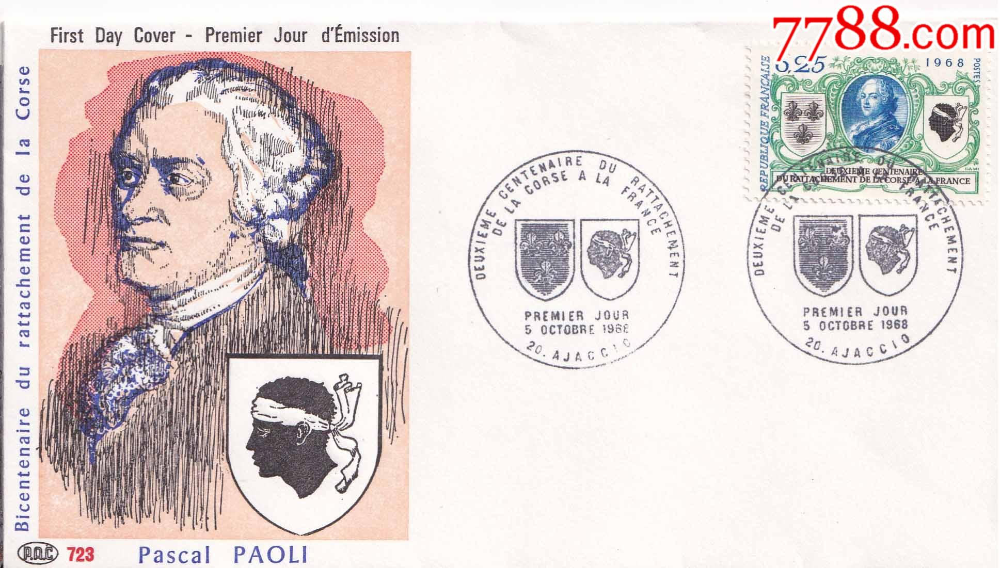 7788.com
First Day Cover - Premier Jour d'Émission
Bicentenaire du rattachement de la Corse
P.A.C 723
Pascal PAOLI
0,25
1968
POSTES
REPUBLIQUE FRANCAISE
DEUXIEME CENTENAIRE
DU RATTACHEMENT DE LA CORSE A LA FRANCE
GAMI
DEUXIEME CENTENAIRE DU RATTACHEMENT
DE LA CORSE A LA FRANCE
PREMIER JOUR
5 OCTOBRE 1968
20. AJACCIO
DEUXIEME CENTENAIRE DU RATTACHEMENT
DE LA CORSE A LA FRANCE
PREMIER JOUR
5 OCTOBRE 1968
20. AJACCIO